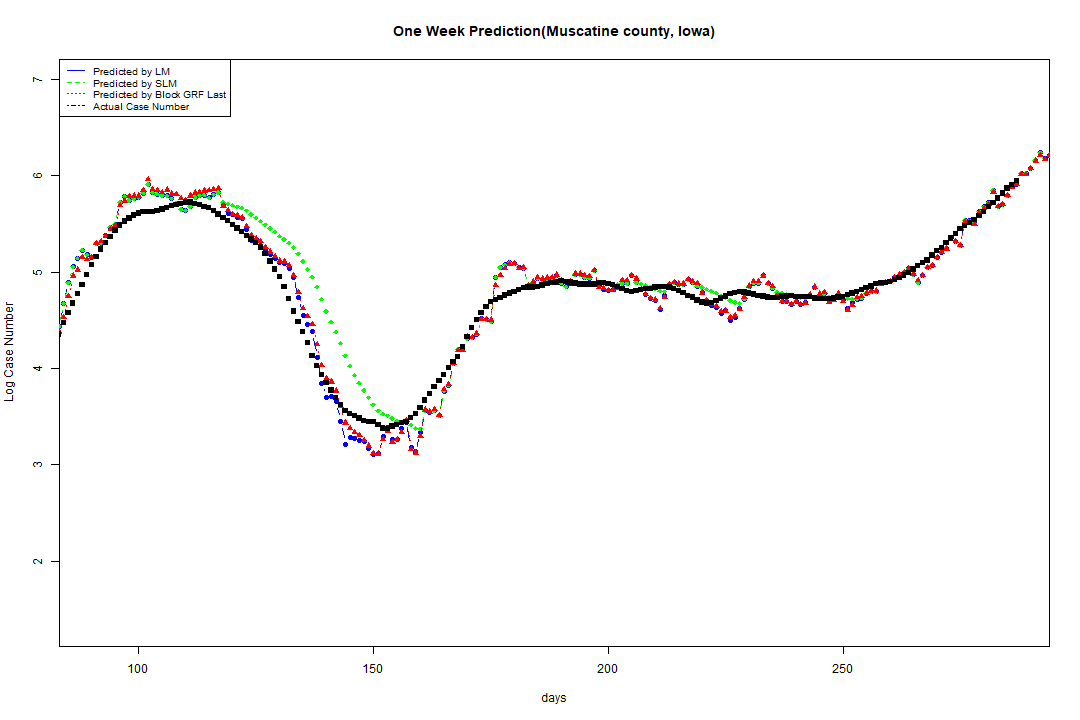 One Week Prediction(Muscatine county, Iowa)
Predicted by LM
Predicted by SLM
Predicted by Block GRF Last
Actual Case Number
Log Case Number
7
6
5
4
3
2
100 150 200 250
days